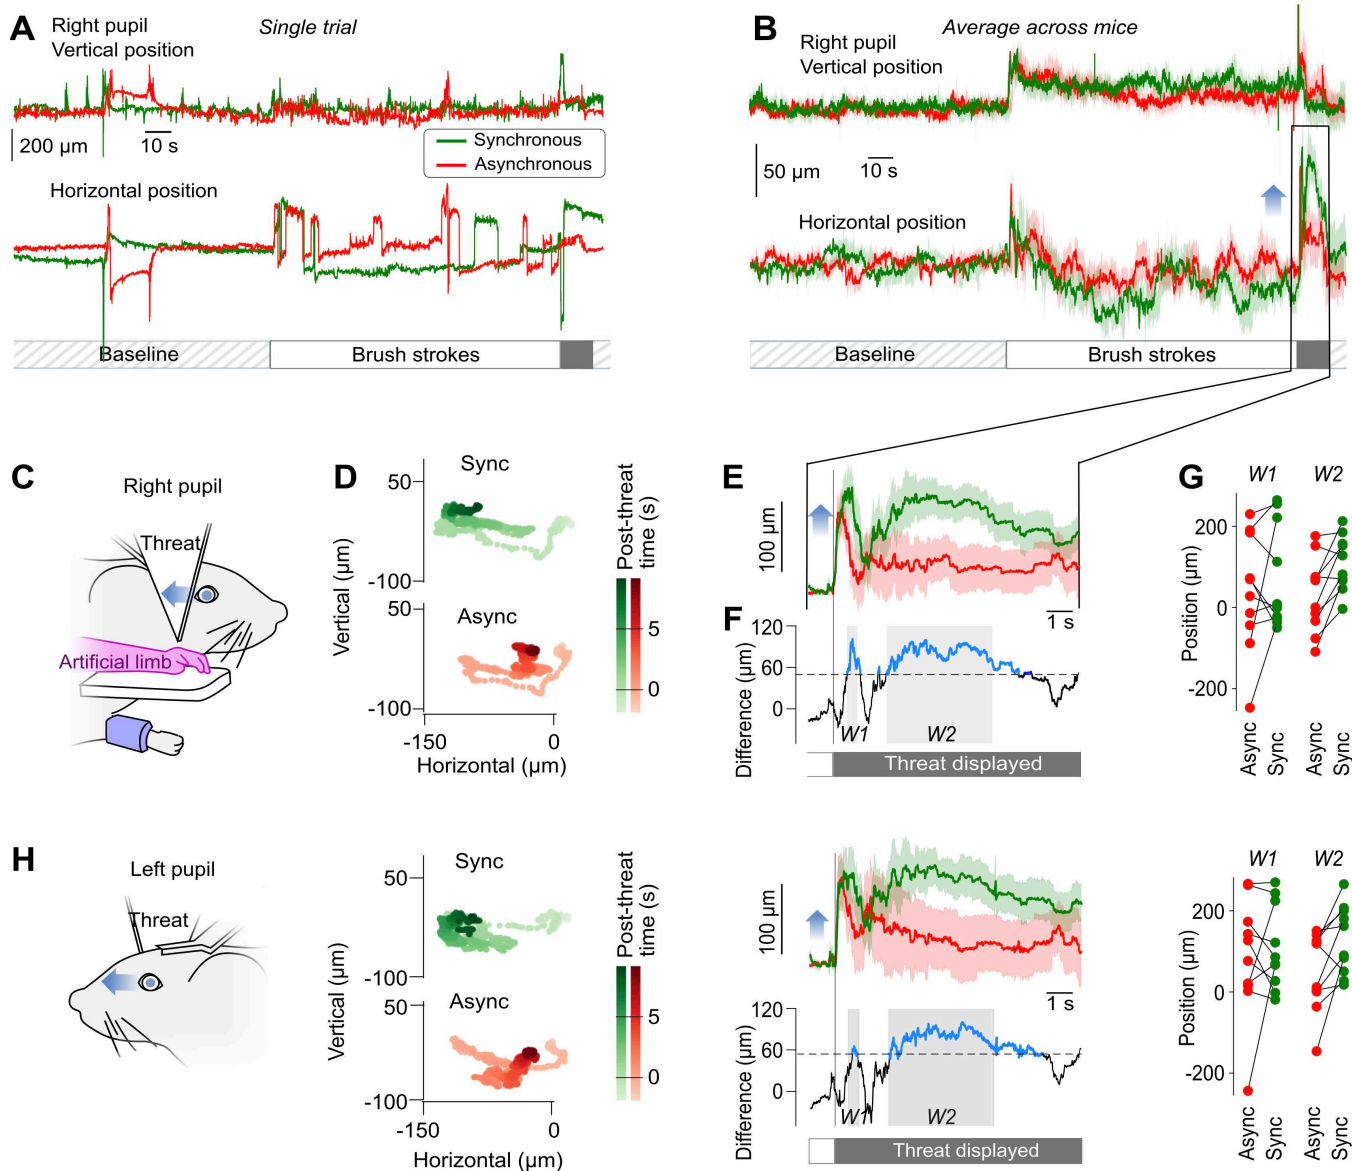 A
Right pupil
Vertical position
Single trial
200 µm
10 s
Synchronous
Asynchronous
Horizontal position
Baseline
Brush strokes
B
Average across mice
Right pupil
Vertical position
50 µm
10 s
Horizontal position
Baseline
Brush strokes
C
Right pupil
Threat
Artificial limb
D
Sync
50
-100
Async
50
-100
Vertical (µm)
-150
0
Horizontal (µm)
Post-threat
time (s)
5
0
E
100 µm
1 s
F
Difference (µm)
120
60
0
W1
W2
Threat displayed
G
W1
W2
Position (µm)
200
0
-200
Async
Sync
Async
Sync
H
Left pupil
Threat
Sync
50
-100
Async
50
-100
Vertical (µm)
-150
0
Horizontal (µm)
Post-threat
time (s)
5
0
100 µm
1 s
Difference (µm)
120
60
0
W1
W2
Threat displayed
W1
W2
Position (µm)
200
0
-200
Async
Sync
Async
Sync